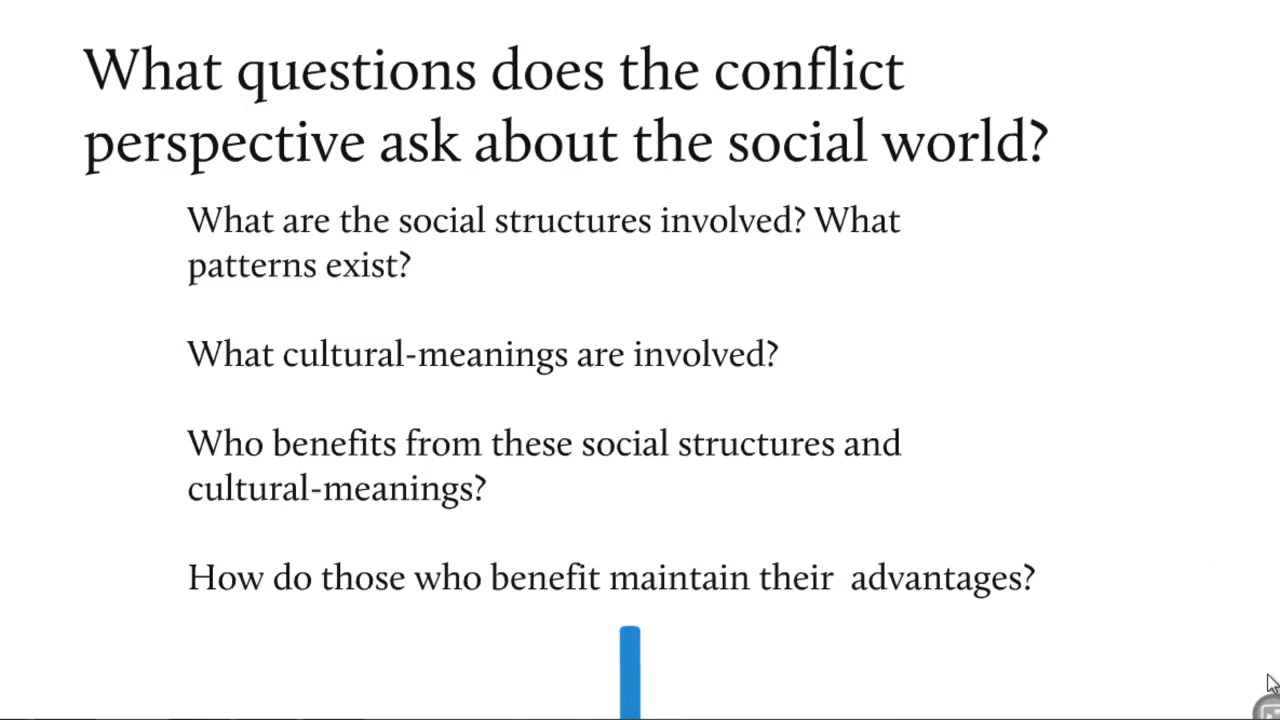 What questions does the conflict
perspective ask about the social world?
What are the social structures involved? What
patterns exist?
What cultural-meanings are involved?
Who benefits from these social structures and
cultural-meanings?
How do those who benefit maintain their  advantages?